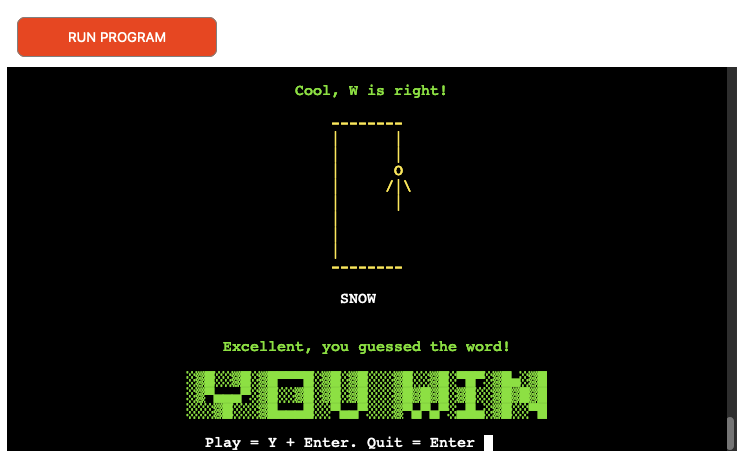 RUN PROGRAM
Cool, W is right!
SNOW
Excellent, you guessed the word!
YOU WIN
Play = Y + Enter. Quit = Enter